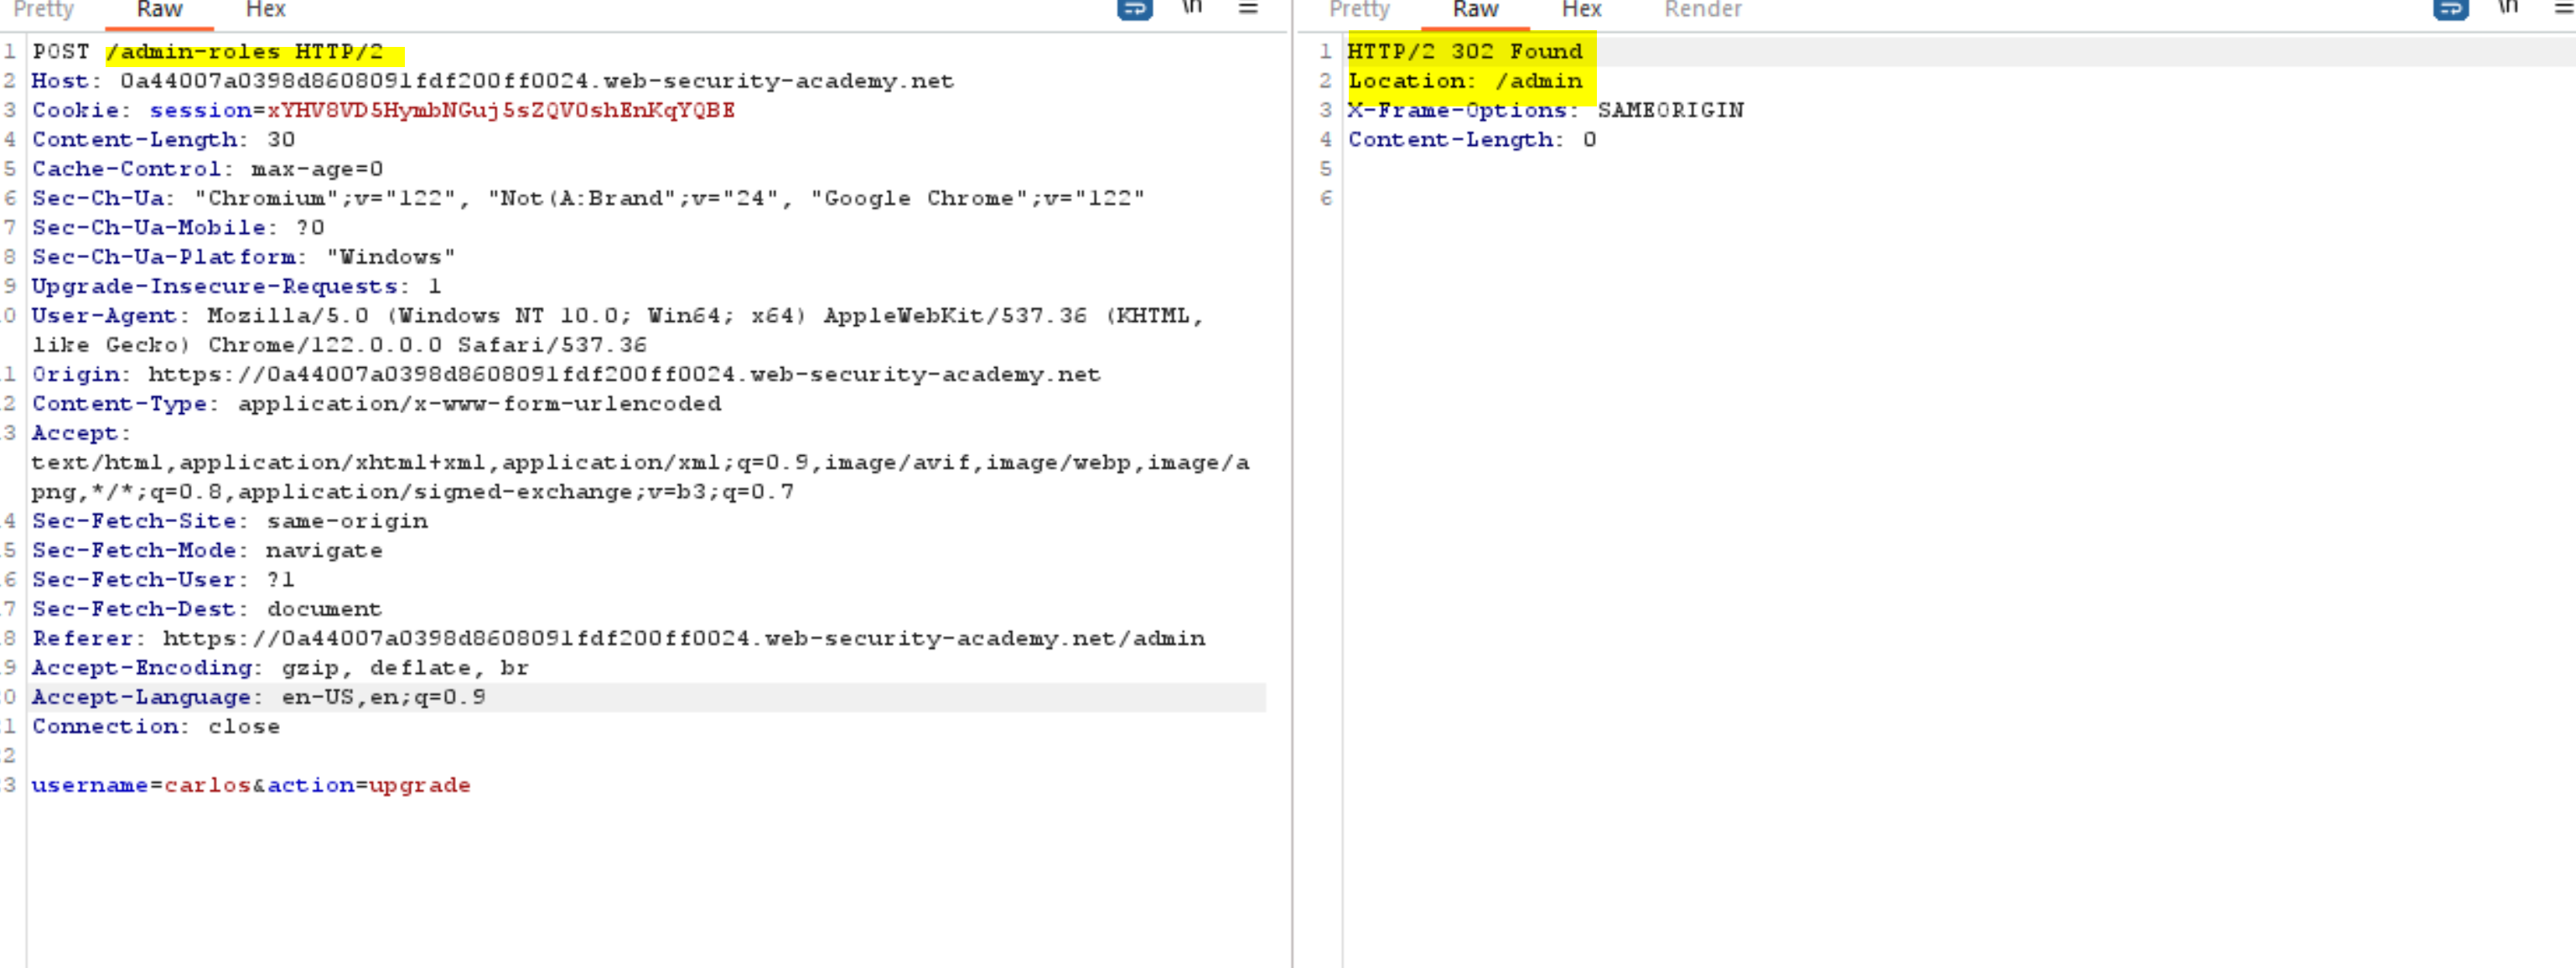 Pretty Raw Hex \n
1 POST /admin-roles HTTP/2
2 Host: 0a44007a0398d8608091fdf200ff0024.web-security-academy.net
3 Cookie: session=xYHV8VD5HymbNGuj5sZQVOshEnKqYQBE
4 Content-Length: 30
5 Cache-Control: max-age=0
6 Sec-Ch-Ua: "Chromium";v="122", "Not(A:Brand";v="24", "Google Chrome";v="122"
7 Sec-Ch-Ua-Mobile: ?0
8 Sec-Ch-Ua-Platform: "Windows"
9 Upgrade-Insecure-Requests: 1
0 User-Agent: Mozilla/5.0 (Windows NT 10.0; Win64; x64) AppleWebKit/537.36 (KHTML,
like Gecko) Chrome/122.0.0.0 Safari/537.36
1 Origin: https://0a44007a0398d8608091fdf200ff0024.web-security-academy.net
2 Content-Type: application/x-www-form-urlencoded
3 Accept:
text/html,application/xhtml+xml,application/xml;q=0.9,image/avif,image/webp,image/a
png,*/*;q=0.8,application/signed-exchange;v=b3;q=0.7
4 Sec-Fetch-Site: same-origin
5 Sec-Fetch-Mode: navigate
6 Sec-Fetch-User: ?1
7 Sec-Fetch-Dest: document
8 Referer: https://0a44007a0398d8608091fdf200ff0024.web-security-academy.net/admin
9 Accept-Encoding: gzip, deflate, br
0 Accept-Language: en-US,en;q=0.9
1 Connection: close
2
3 username=carlos&action=upgrade
Pretty Raw Hex Render \n
1 HTTP/2 302 Found
2 Location: /admin
3 X-Frame-Options: SAMEORIGIN
4 Content-Length: 0
5
6